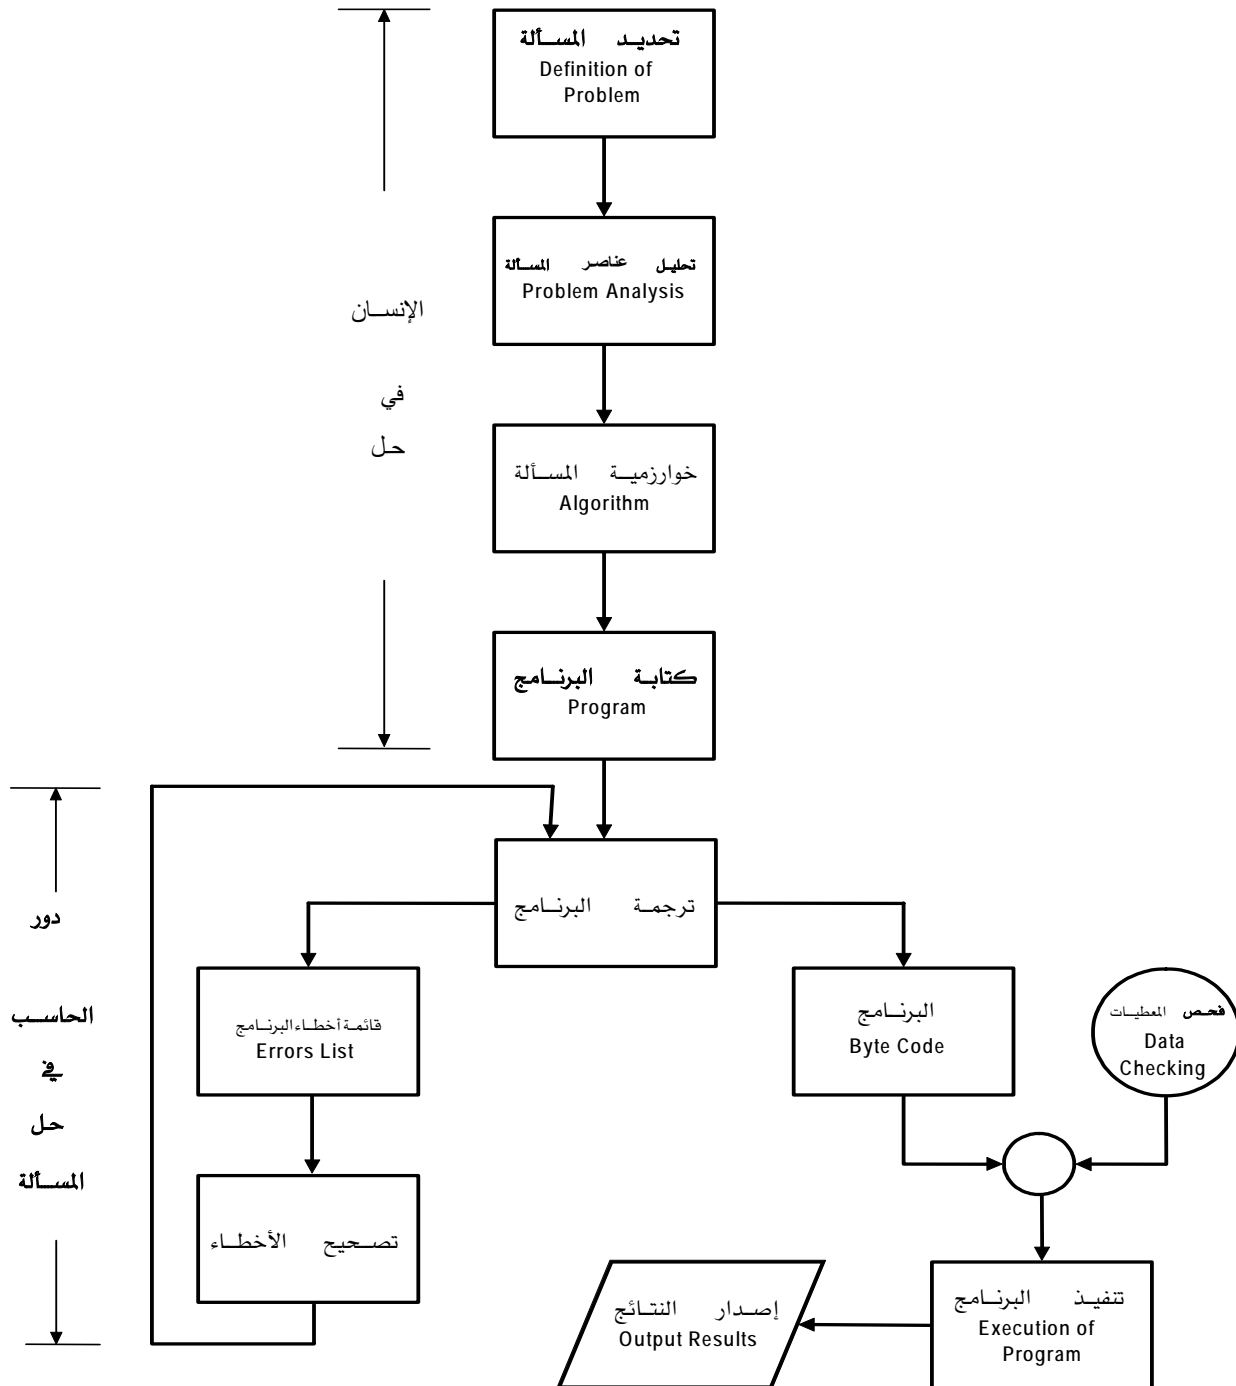 تحديد المسألة
Definition of
Problem
تحليل عناصر المسألة
Problem Analysis
الإنسان
في
حل
خوارزمية المسألة
Algorithm
كتابة البرنامج
Program
ترجمة البرنامج
دور
الحاسب
في
حل
المسألة
قائمة أخطاء البرنامج
Errors List
البرنامج
Byte Code
فحص المعطيات
Data
Checking
تصحيح الأخطاء
إصدار النتائج
Output Results
تنفيذ البرنامج
Execution of
Program